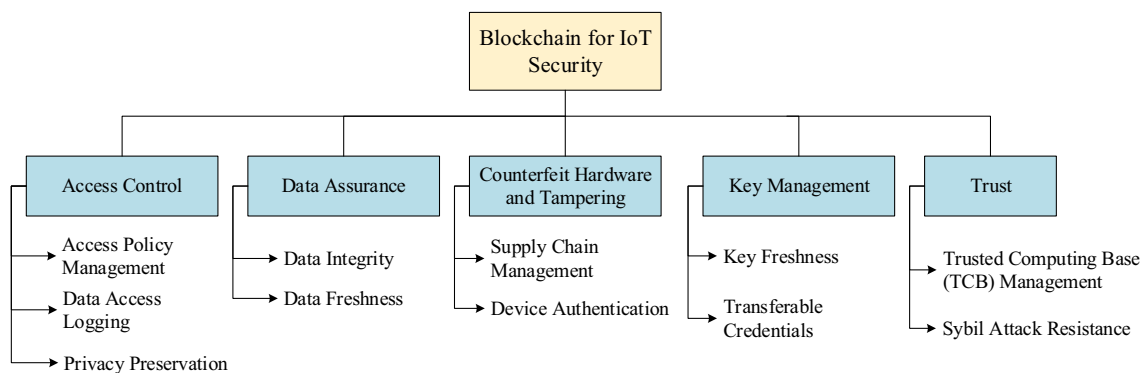 Blockchain for IoT
Security
Access Control
Data Assurance
Counterfeit Hardware
and Tampering
Key Management
Trust
Access Policy
Management
Data Access
Logging
Privacy Preservation
Data Integrity
Data Freshness
Supply Chain
Management
Device Authentication
Key Freshness
Transferable
Credentials
Trusted Computing Base
(TCB) Management
Sybil Attack Resistance